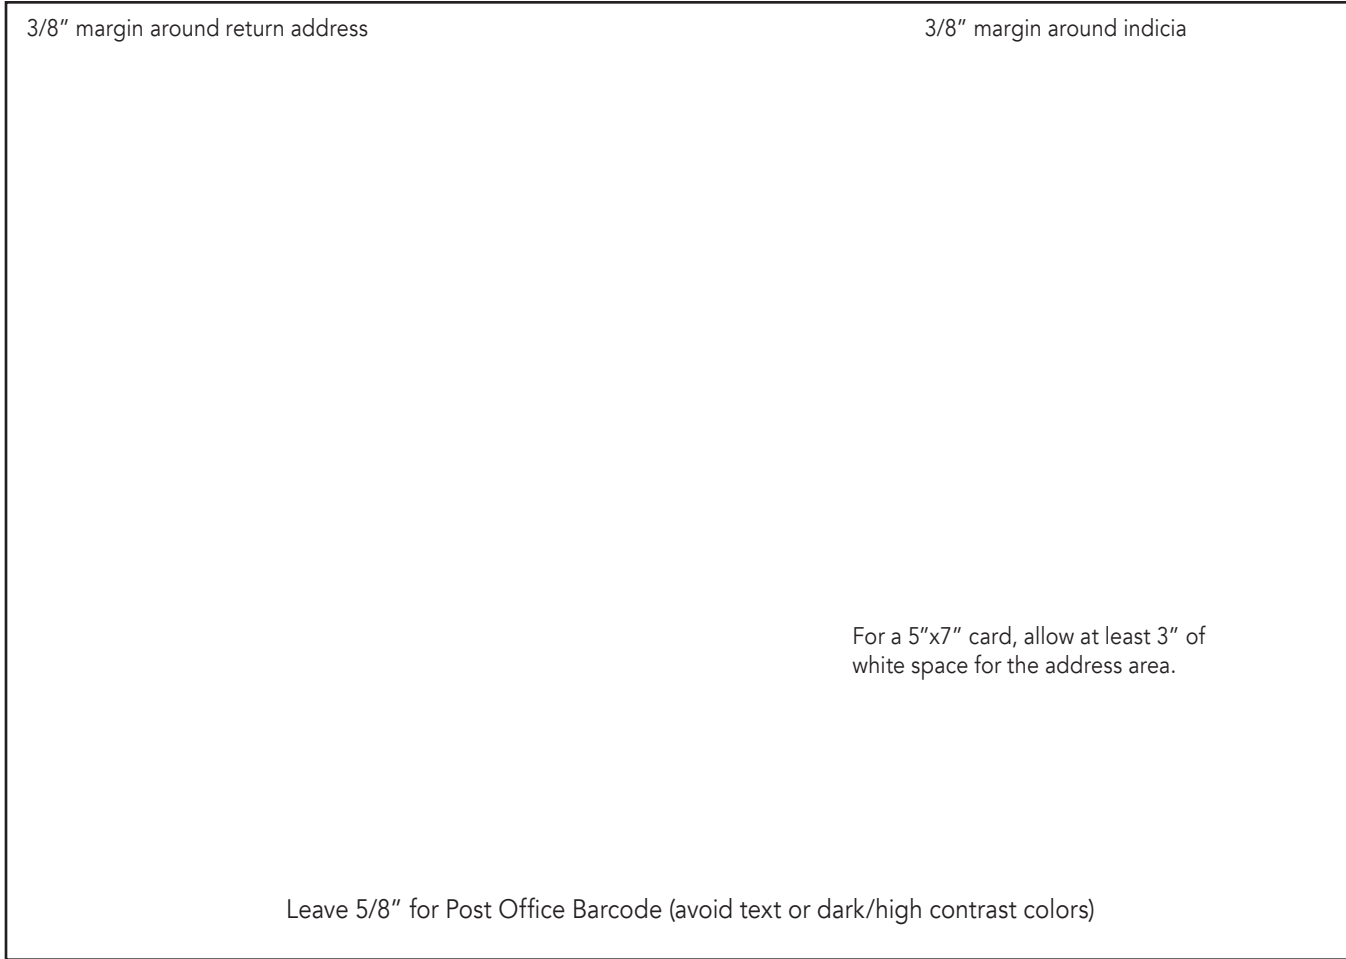 3/8” margin around return address
3/8” margin around indicia
For a 5”x7” card, allow at least 3” of
white space for the address area.
Leave 5/8” for Post Office Barcode (avoid text or dark/high contrast colors)